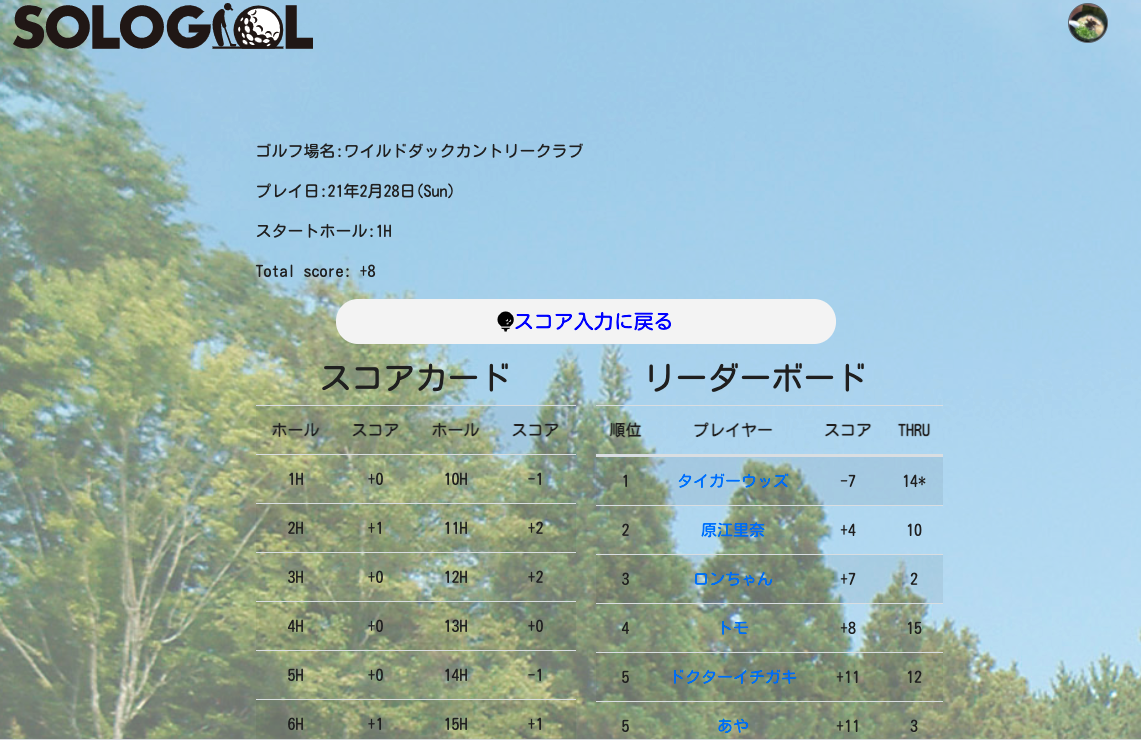 SOLOGOL
ゴルフ場名:ワイルドダックカントリークラブ
プレイ日:21年2月28日(Sun)
スタートホール:1H
Total score: +8
スコア入力に戻る
スコアカード
ホール スコア ホール スコア
1H +0 10H -1
2H +1 11H +2
3H +0 12H +2
4H +0 13H +0
5H +0 14H -1
6H +1 15H +1
リーダーボード
順位 プレイヤー スコア THRU
1 タイガーウッズ -7 14*
2 原江里奈 +4 10
3 ロンちゃん +7 2
4 トモ +8 15
5 ドクターイチガキ +11 12
5 あや +11 3